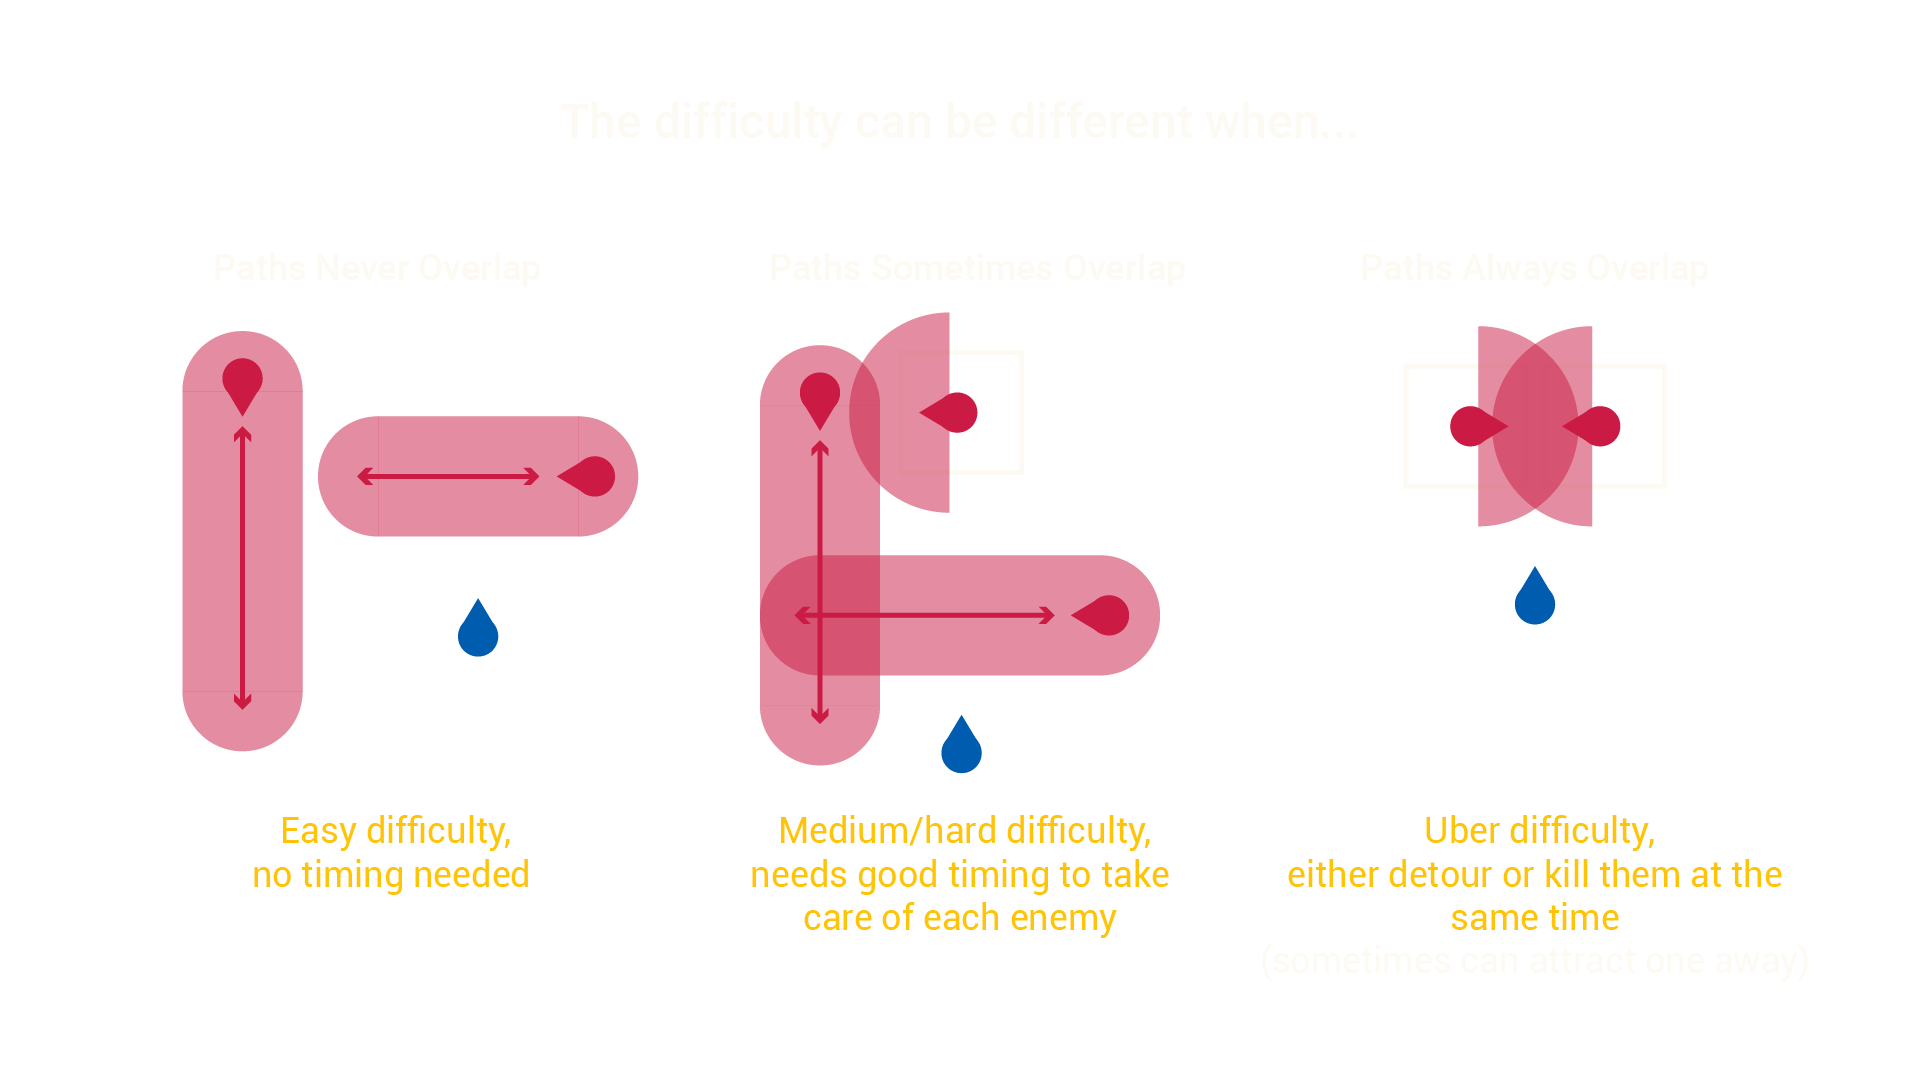 The difficulty can be different when...
Paths Never Overlap
Paths Sometimes Overlap
Paths Always Overlap
Easy difficulty,
no timing needed
Medium/hard difficulty,
needs good timing to take
care of each enemy
Uber difficulty,
either detour or kill them at the
same time
(sometimes can attract one away)